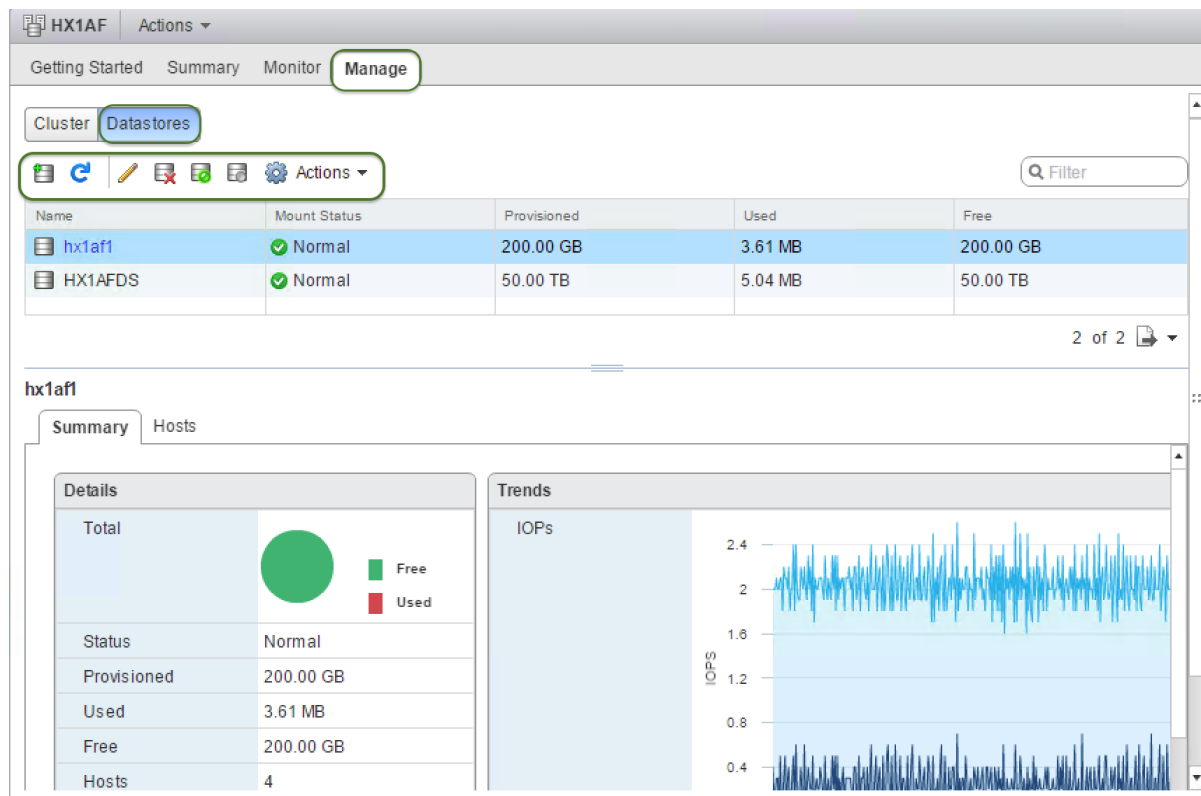 HX1AF Actions
Getting Started Summary Monitor Manage
Cluster Datastores
Actions Filter
Name Mount Status Provisioned Used Free
hx1af1 Normal 200.00 GB 3.61 MB 200.00 GB
HX1AFDS Normal 50.00 TB 5.04 MB 50.00 TB
2 of 2
hx1af1
Summary Hosts
Details
Total
Free
Used
Status Normal
Provisioned 200.00 GB
Used 3.61 MB
Free 200.00 GB
Hosts 4
Trends
IOPs
2.4
2
1.6
1.2
0.8
0.4
IOPS